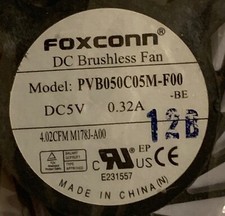 FOXCONN
DC Brushless Fan
Model: PVB050C05M-F00
-BE
DC5V 0.32A
12B
4.02CFM M178J-A00
c UR US EP
E231557
MADE IN CHINA(N)